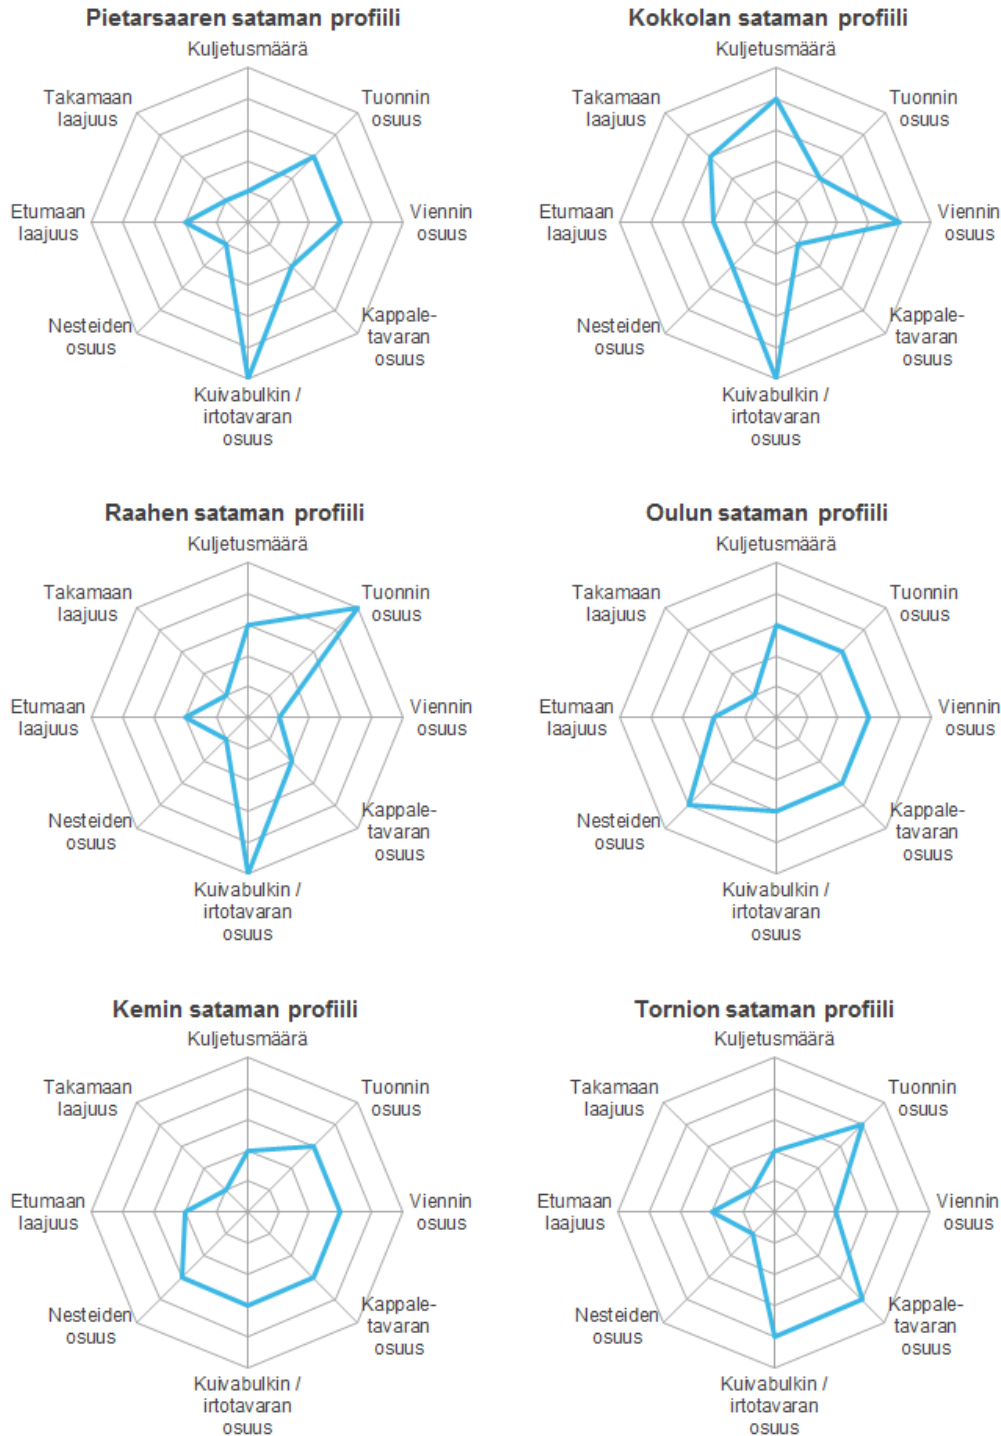 Pietarsaaren sataman profiili
Kuljetusmäärä
Tuonnin
osuus
Viennin
osuus
Kappale-
tavaran
osuus
Kuivabulkin /
irtotavaran
osuus
Nesteiden
osuus
Etumaan
laajuus
Takamaan
laajuus
Kokkolan sataman profiili
Kuljetusmäärä
Tuonnin
osuus
Viennin
osuus
Kappale-
tavaran
osuus
Kuivabulkin /
irtotavaran
osuus
Nesteiden
osuus
Etumaan
laajuus
Takamaan
laajuus
Raahen sataman profiili
Kuljetusmäärä
Tuonnin
osuus
Viennin
osuus
Kappale-
tavaran
osuus
Kuivabulkin /
irtotavaran
osuus
Nesteiden
osuus
Etumaan
laajuus
Takamaan
laajuus
Oulun sataman profiili
Kuljetusmäärä
Tuonnin
osuus
Viennin
osuus
Kappale-
tavaran
osuus
Kuivabulkin /
irtotavaran
osuus
Nesteiden
osuus
Etumaan
laajuus
Takamaan
laajuus
Kemin sataman profiili
Kuljetusmäärä
Tuonnin
osuus
Viennin
osuus
Kappale-
tavaran
osuus
Kuivabulkin /
irtotavaran
osuus
Nesteiden
osuus
Etumaan
laajuus
Takamaan
laajuus
Tornion sataman profiili
Kuljetusmäärä
Tuonnin
osuus
Viennin
osuus
Kappale-
tavaran
osuus
Kuivabulkin /
irtotavaran
osuus
Nesteiden
osuus
Etumaan
laajuus
Takamaan
laajuus